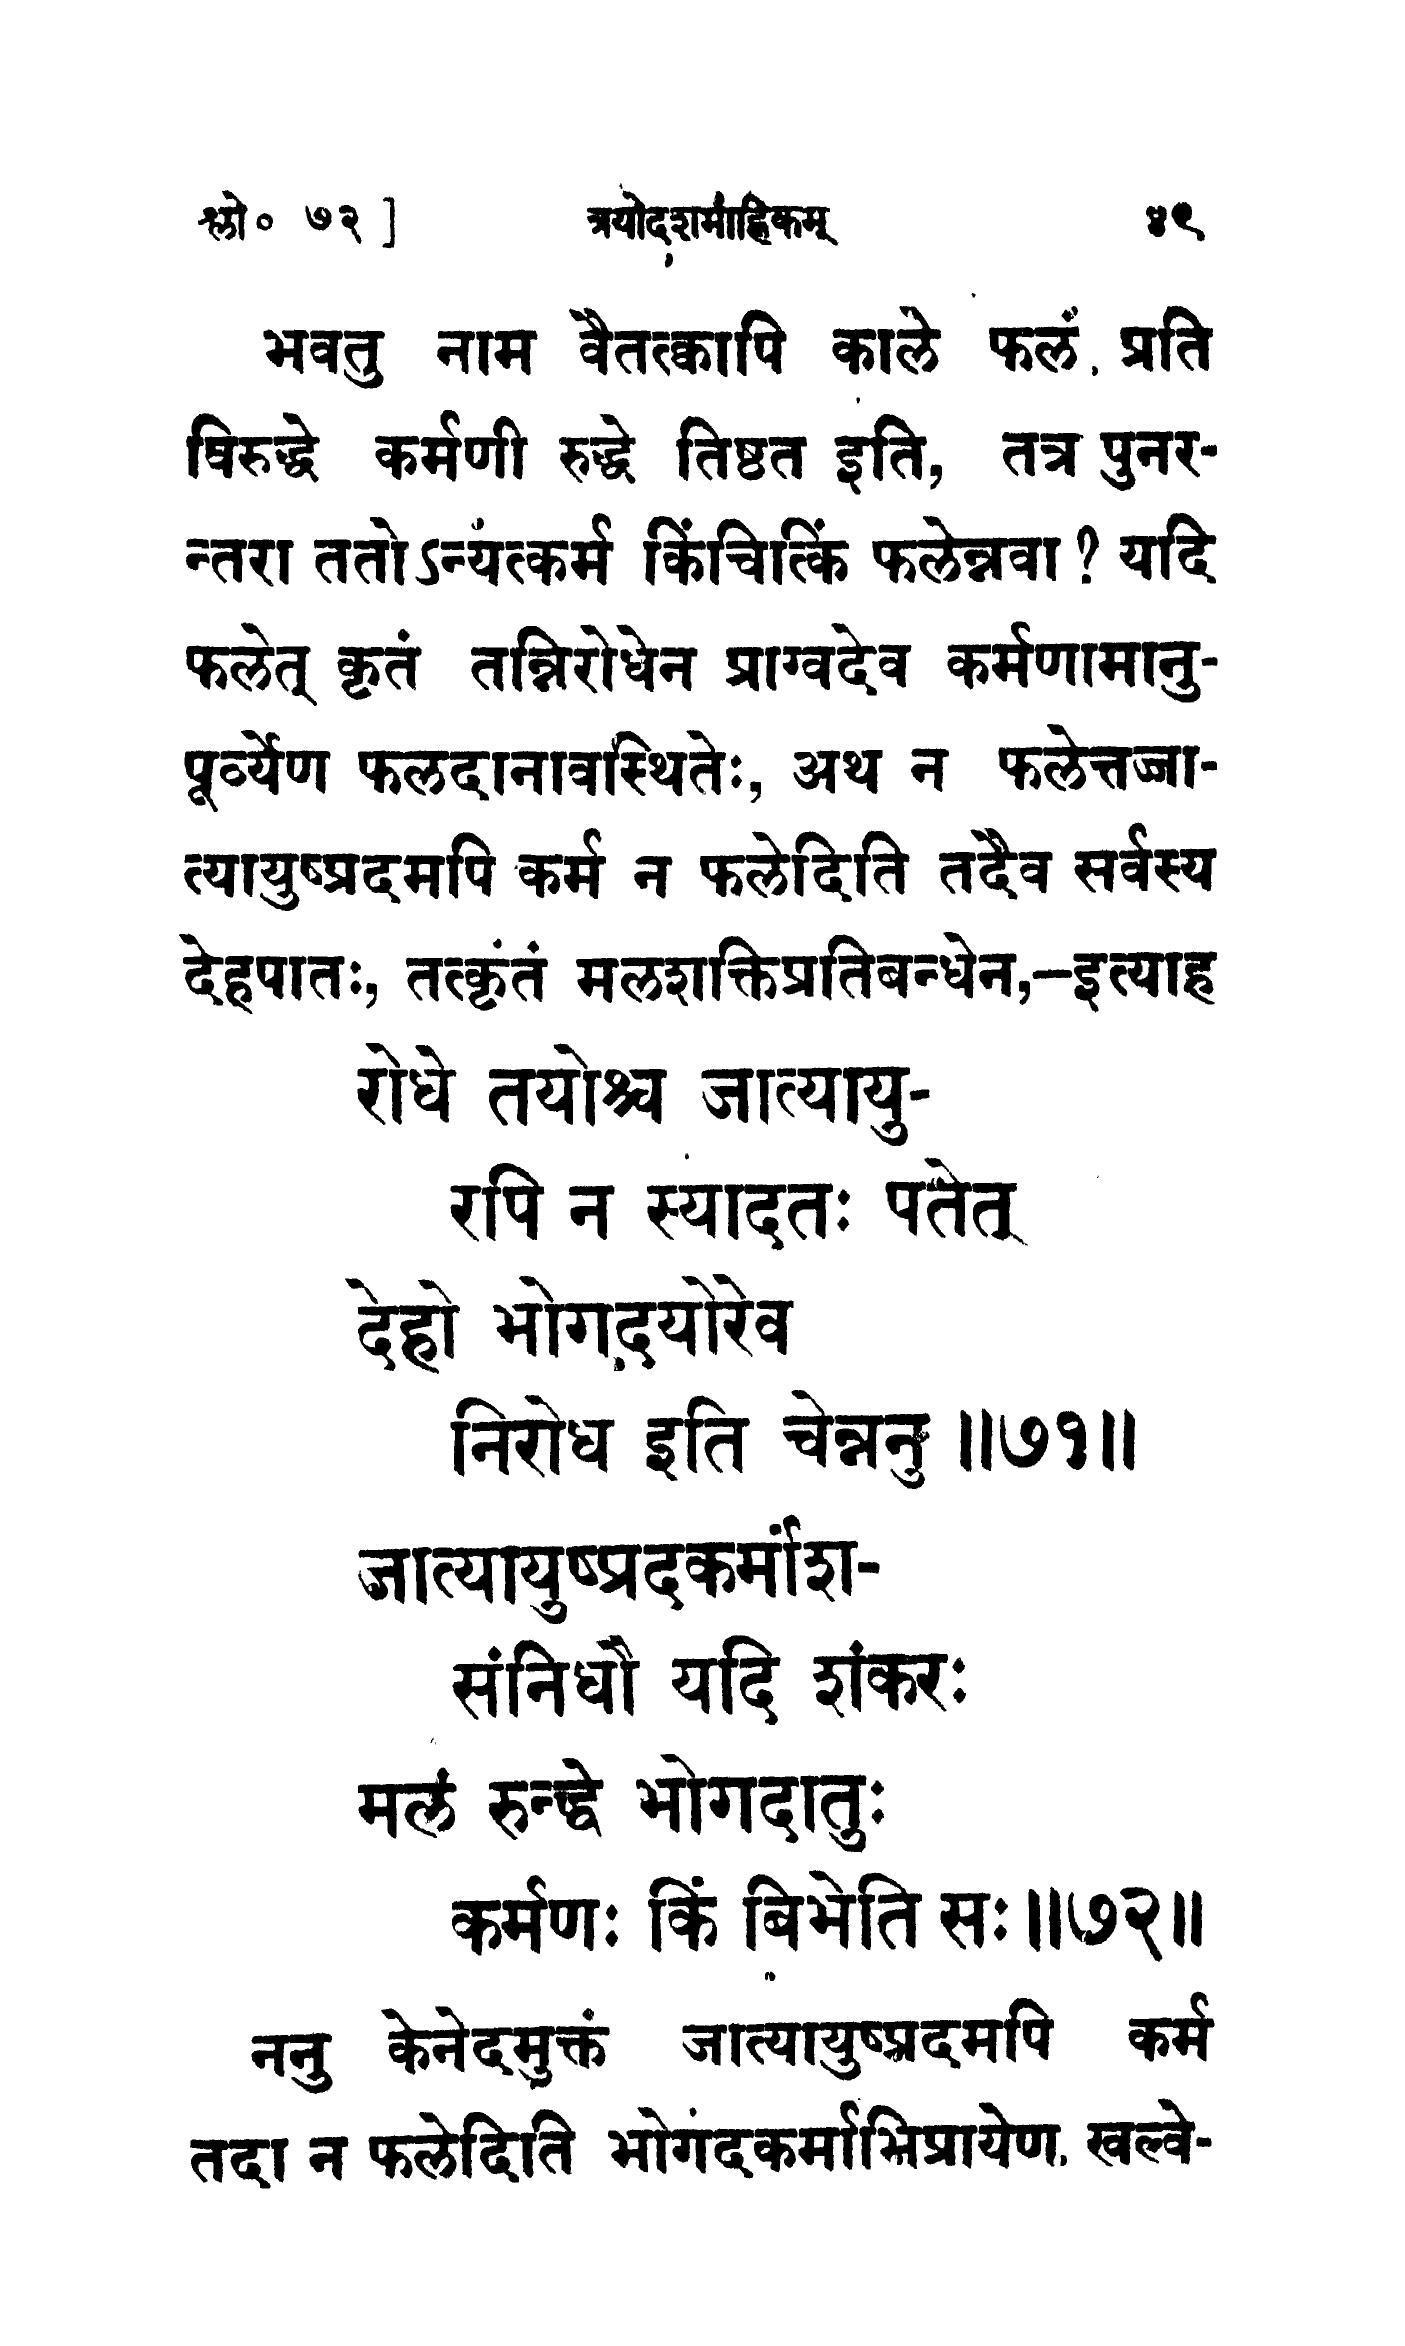 श्लो० ७२] त्रयोदशमाह्निकम् ४९
भवतु नाम वैतत्क्वापि काले फलं प्रति
विरुद्धे कर्मणी रुद्धे तिष्ठत इति, तत्र पुनर-
न्तरा ततोऽन्यत्कर्म किंचित्किं फलेन्नवा? यदि
फलेत् कृतं तन्निरोधेन प्राग्वदेव कर्मणामानु-
पूर्व्येण फलदानावस्थितेः, अथ न फलेत्तज्जा-
त्यायुष्प्रदमपि कर्म न फलेदिति तदैव सर्वस्य
देहपातः, तत्कृतं मलशक्तिप्रतिबन्धेन,—इत्याह
रोधे तयोश्च जात्यायु-
रपि न स्यादतः पतेत्
देहो भोगदयोरेव
निरोध इति चेन्ननु ॥७१॥
जात्यायुष्प्रदकर्मांश-
संनिधौ यदि शंकरः
मलं रुन्द्धे भोगदातुः
कर्मणः किं बिभेति सः॥७२॥
ननु केनेदमुक्तं जात्यायुष्प्रदमपि कर्म
तदा न फलेदिति भोगदकर्माभिप्रायेण खल्वे-